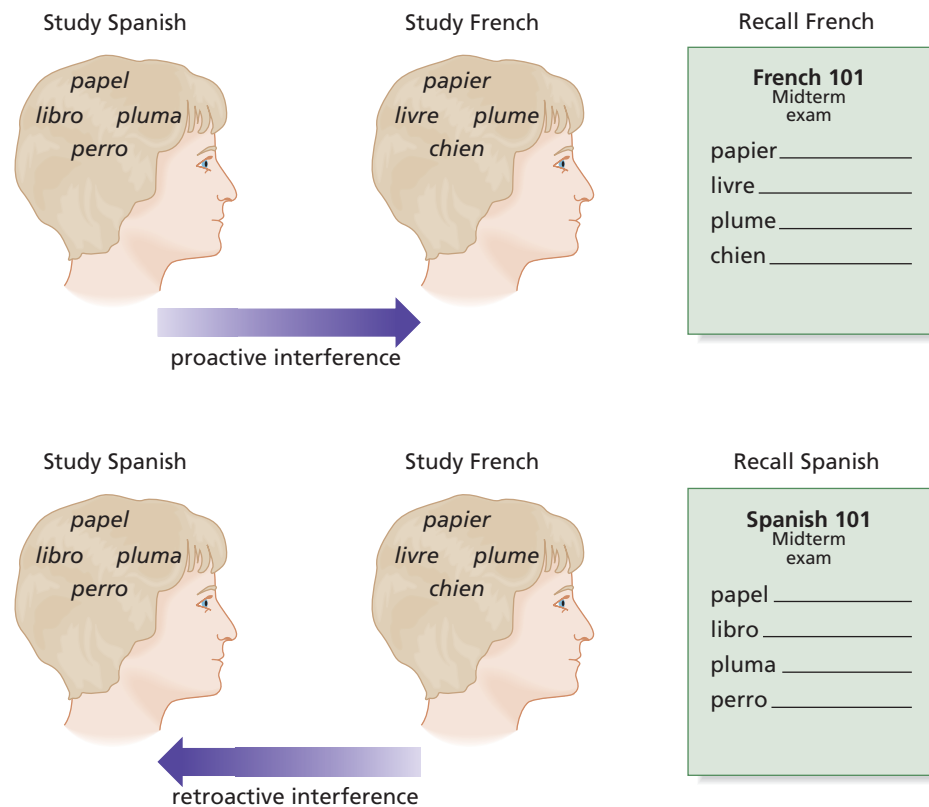 Study Spanish
Study French
Recall French
papel
libro pluma
perro
papier
livre plume
chien
French 101
Midterm
exam
papier
livre
plume
chien
proactive interference
Study Spanish
Study French
Recall Spanish
papel
libro pluma
perro
papier
livre plume
chien
Spanish 101
Midterm
exam
papel
libro
pluma
perro
retroactive interference